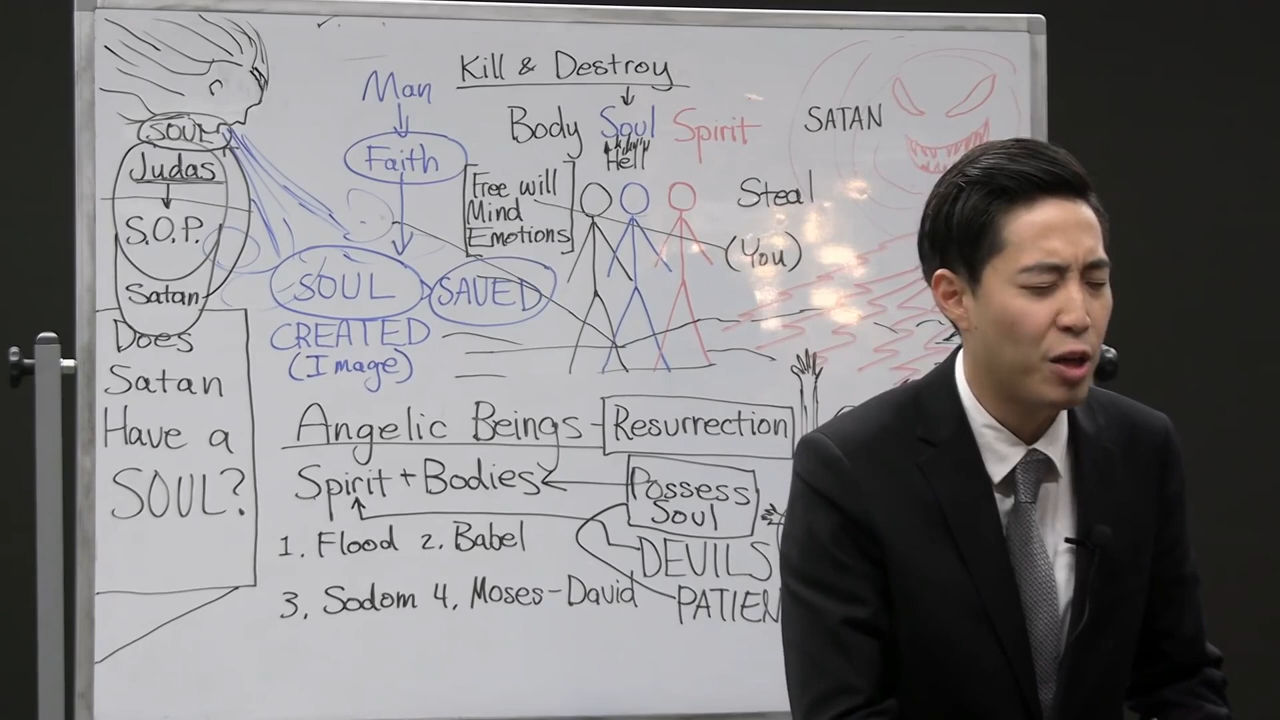 Kill & Destroy
Man
Body Soul Spirit
Hell
SATAN
SOUL
Judas
S.O.P.
Satan
Faith
Free will
Mind
Emotions
Steal
(You)
SOUL SAVED
CREATED
(Image)
Does
Satan
Have a
SOUL?
Angelic Beings - Resurrection
Spirit + Bodies
Possess
Soul
1. Flood 2. Babel
DEVILS
3. Sodom 4. Moses-David
PATIEN